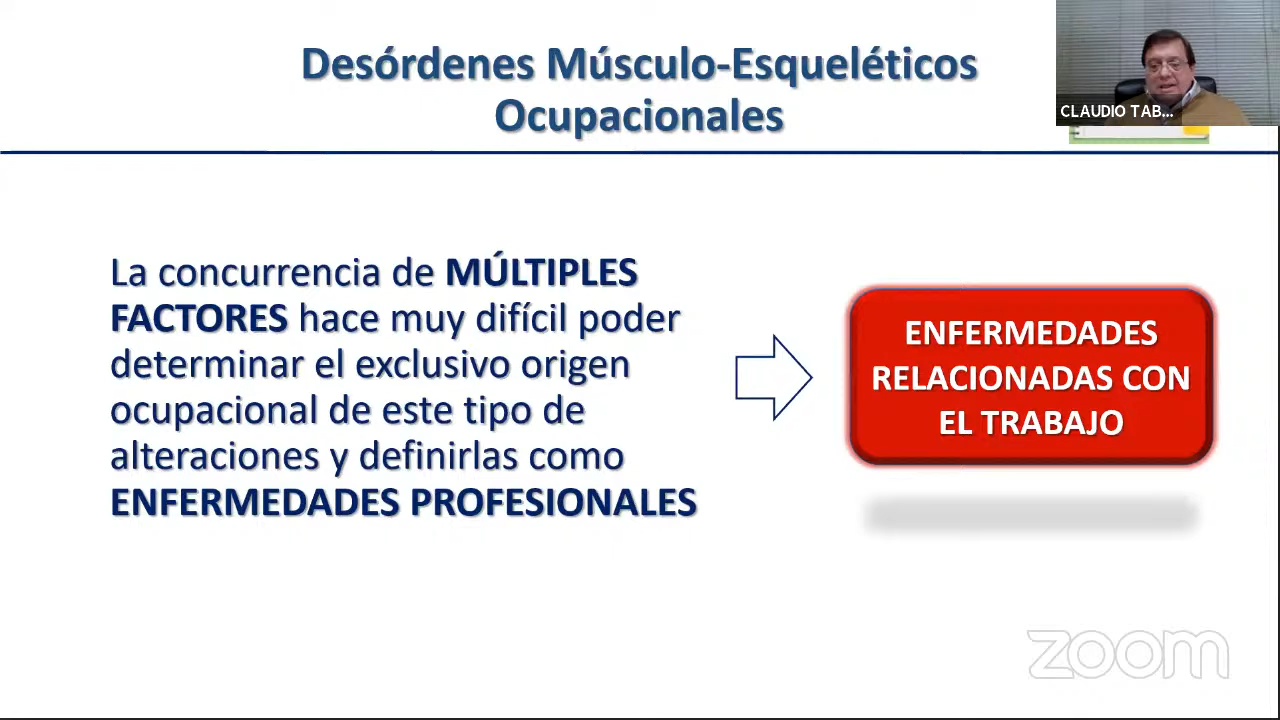 Desórdenes Músculo-Esqueléticos
Ocupacionales
CLAUDIO TAB...
La concurrencia de MÚLTIPLES
FACTORES hace muy difícil poder
determinar el exclusivo origen
ocupacional de este tipo de
alteraciones y definirlas como
ENFERMEDADES PROFESIONALES
ENFERMEDADES
RELACIONADAS CON
EL TRABAJO
zoom